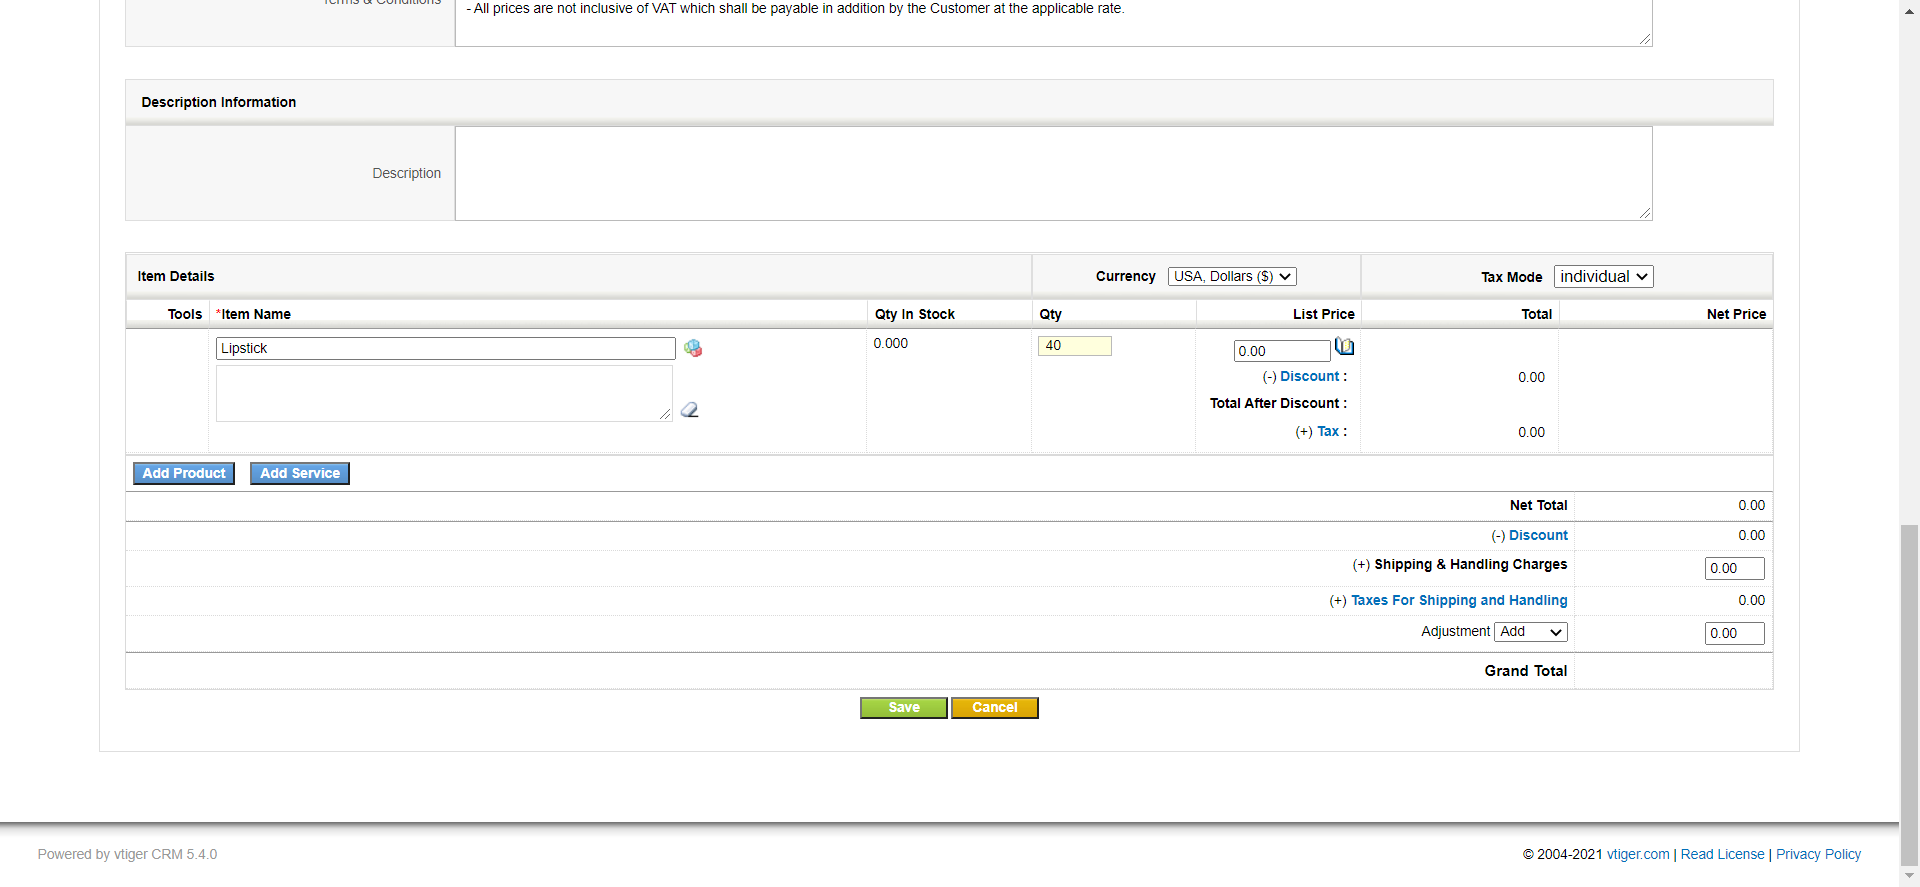 Terms & Conditions
- All prices are not inclusive of VAT which shall be payable in addition by the Customer at the applicable rate.
Description Information
Description
Item Details
Currency USA, Dollars ($)
Tax Mode individual
Tools *Item Name Qty In Stock Qty List Price Total Net Price
Lipstick 0.000 40 0.00
(-) Discount : 0.00
Total After Discount :
(+) Tax : 0.00
Add Product Add Service
Net Total 0.00
(-) Discount 0.00
(+) Shipping & Handling Charges 0.00
(+) Taxes For Shipping and Handling 0.00
Adjustment Add 0.00
Grand Total
Save Cancel
Powered by vtiger CRM 5.4.0
© 2004-2021 vtiger.com | Read License | Privacy Policy